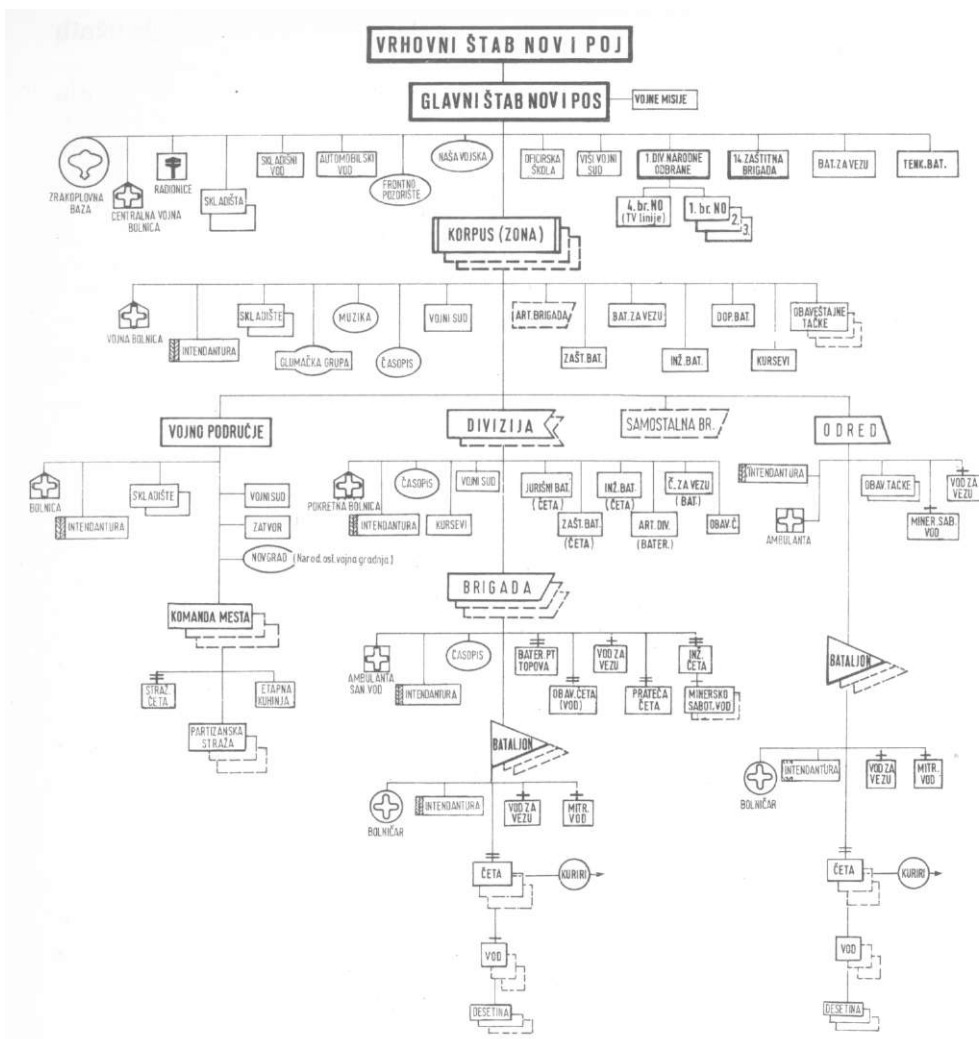 VRHOVNI ŠTAB NOV I POJ
GLAVNI ŠTAB NOV I POS
VOJNE MISIJE
ZRAKOPLOVNA
BAZA
CENTRALNA VOJNA
BOLNICA
RADIONICE
SKLADIŠTA
SKLADIŠNI
VOD
AUTOMOBILSKI
VOD
FRONTNO
POZORIŠTE
NAŠA VOJSKA
OFICIRSKA
ŠKOLA
VIŠI VOJNI
SUD
1. DIV. NARODNE
ODBRANE
14. ZAŠTITNA
BRIGADA
BAT. ZA VEZU
TENK. BAT.
4. br. NO
(TV linije)
1. br. NO
2.
3.
KORPUS (ZONA)
VOJNA BOLNICA
INTENDANTURA
SKLADIŠTE
GLUMAČKA GRUPA
MUZIKA
ČASOPIS
VOJNI SUD
ART. BRIGADA
ZAŠT. BAT.
BAT. ZA VEZU
INŽ. BAT.
DOP. BAT.
KURSEVI
OBAVEŠTAJNE
TAČKE
VOJNO PODRUČJE
DIVIZIJA
SAMOSTALNA BR.
ODRED
BOLNICA
INTENDANTURA
SKLADIŠTE
VOJNI SUD
ZATVOR
NOVGRAD (Narod. osl. vojna gradnja)
KOMANDA MESTA
STRAŽ.
ČETA
ETAPNA
KUHINJA
PARTIZANSKA
STRAŽA
POKRETNA BOLNICA
INTENDANTURA
ČASOPIS
KURSEVI
VOJNI SUD
JURIŠNI BAT.
(ČETA)
ZAŠT. BAT.
(ČETA)
INŽ. BAT.
(ČETA)
ART. DIV.
(BATER.)
Č. ZA VEZU
(BAT.)
OBAV. Č.
BRIGADA
AMBULANTA
SAN VOD
INTENDANTURA
ČASOPIS
BATER. PT
TOPOVA
OBAV. ČETA
(VOD)
VOD ZA
VEZU
PRATEĆA
ČETA
INŽ.
ČETA
MINERSKO
SABOT. VOD
BATALJON
BOLNIČAR
INTENDANTURA
VOD ZA
VEZU
MITR.
VOD
ČETA
KURIRI
VOD
DESETINA
INTENDANTURA
AMBULANTA
OBAV. TAČKE
MINER. SAB.
VOD
VOD ZA
VEZU
BATALJON
BOLNIČAR
INTENDANTURA
VOD ZA
VEZU
MITR.
VOD
ČETA
KURIRI
VOD
DESETINA